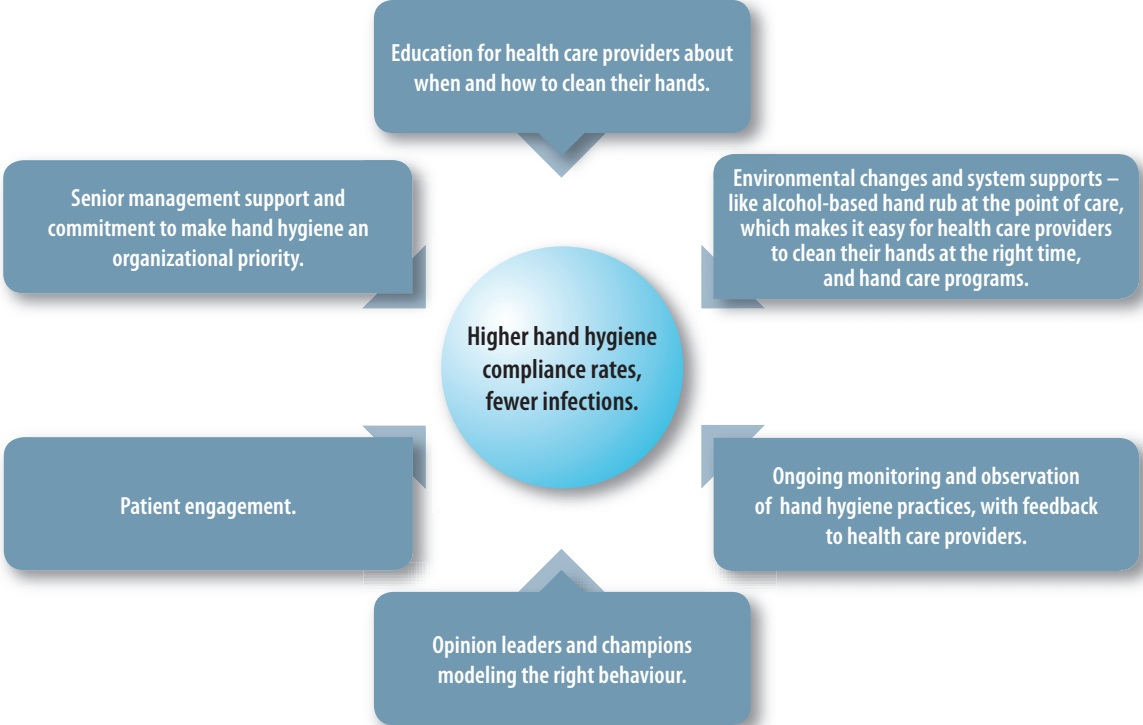 Education for health care providers about
when and how to clean their hands.
Senior management support and
commitment to make hand hygiene an
organizational priority.
Environmental changes and system supports –
like alcohol-based hand rub at the point of care,
which makes it easy for health care providers
to clean their hands at the right time,
and hand care programs.
Higher hand hygiene
compliance rates,
fewer infections.
Patient engagement.
Ongoing monitoring and observation
of hand hygiene practices, with feedback
to health care providers.
Opinion leaders and champions
modeling the right behaviour.